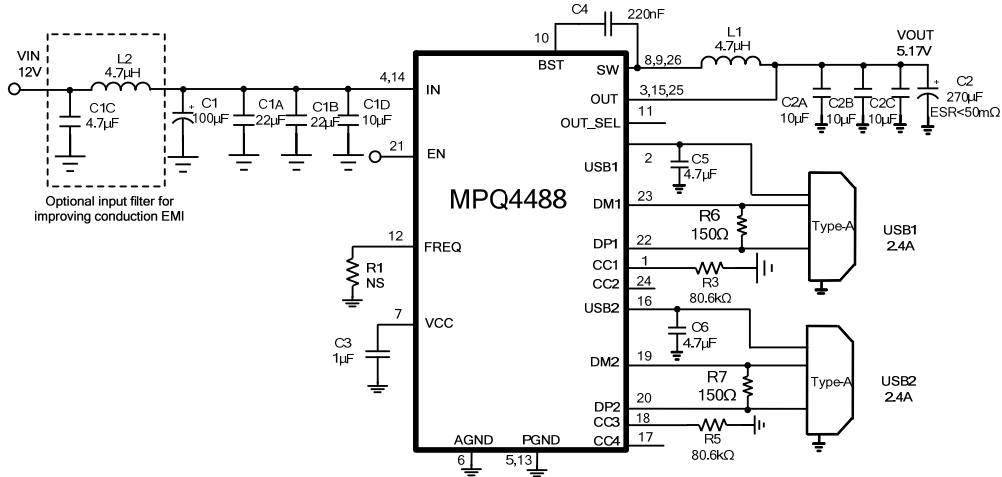 C4
220nF
10
BST
VIN
12V
L2
4.7µH
C1C
4.7µF
C1
100µF
C1A
22µF
C1B
22µF
C1D
10µF
4,14
IN
21
EN
Optional input filter for
improving conduction EMI
12
FREQ
R1
NS
7
VCC
C3
1µF
MPQ4488
AGND
6
PGND
5,13
SW
8,9,26
L1
4.7µH
VOUT
5.17V
OUT
3,15,25
OUT_SEL
11
C2A
10µF
C2B
10µF
C2C
10µF
C2
270µF
ESR<50mΩ
USB1
2
C5
4.7µF
DM1
23
R6
150Ω
DP1
22
CC1
1
R3
80.6kΩ
CC2
24
Type-A
USB1
2.4A
USB2
16
C6
4.7µF
DM2
19
R7
150Ω
DP2
20
CC3
18
R5
80.6kΩ
CC4
17
Type-A
USB2
2.4A